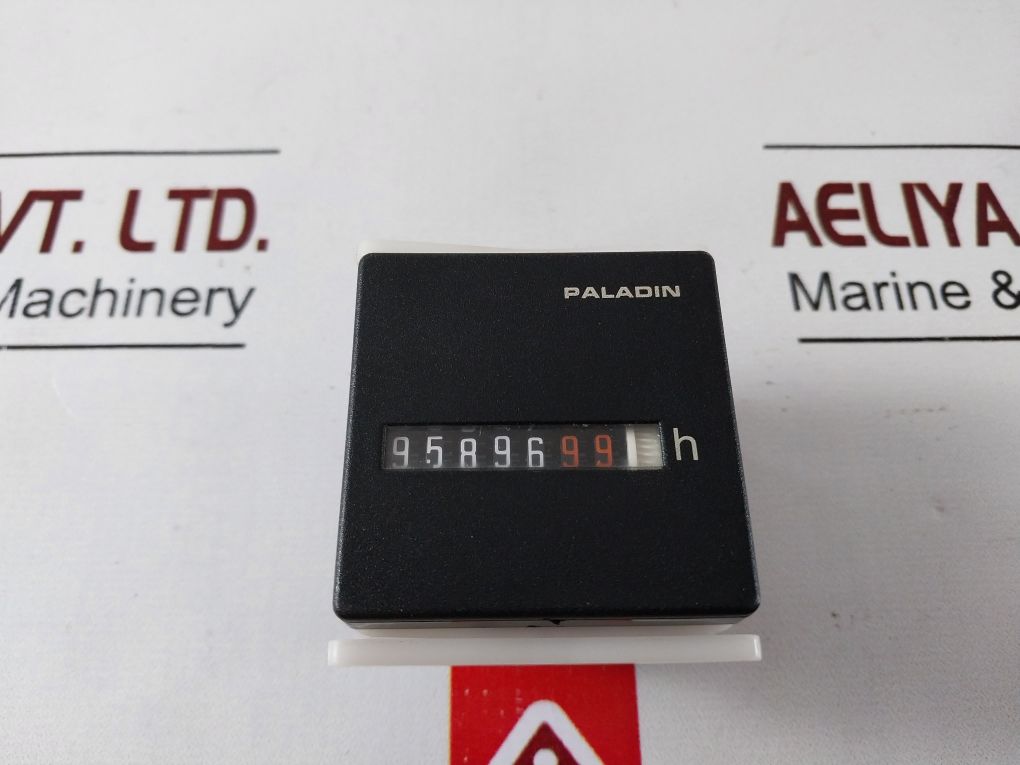 VT. LTD.
Machinery
AELIYA
Marine &
PALADIN
9589699 h